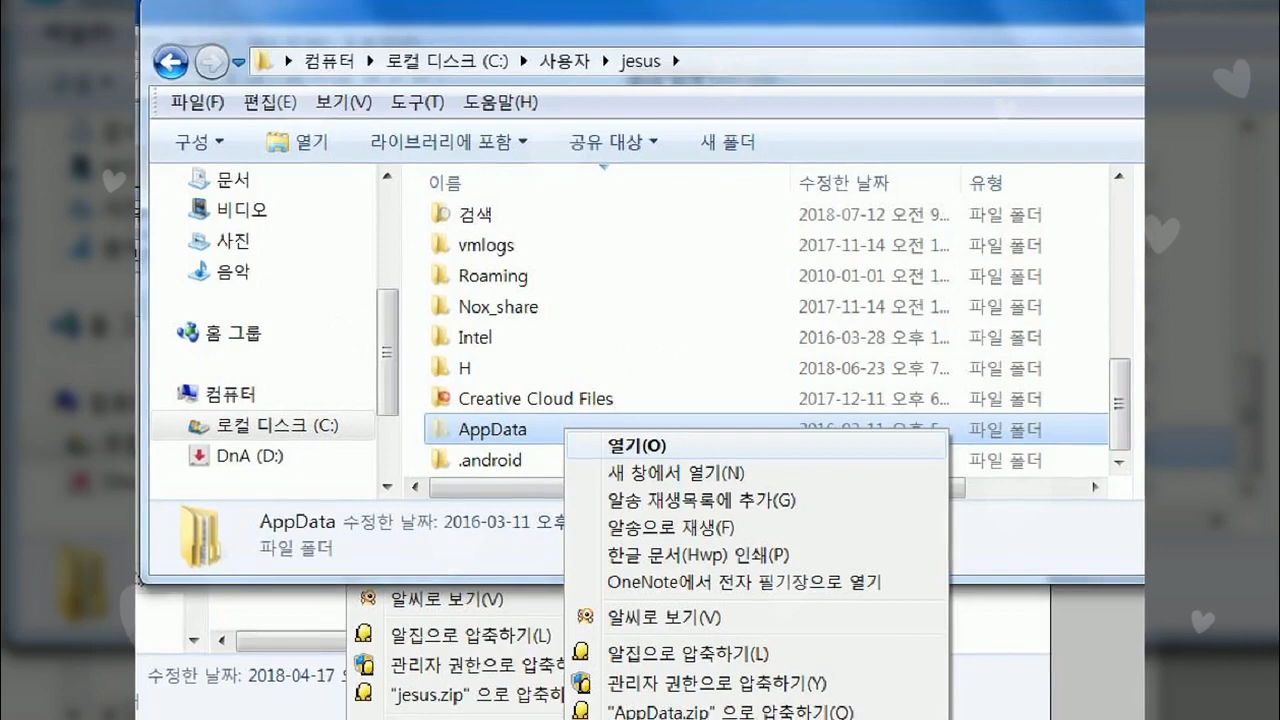 컴퓨터 로컬 디스크 (C:) 사용자 jesus
파일(F) 편집(E) 보기(V) 도구(T) 도움말(H)
구성 열기 라이브러리에 포함 공유 대상 새 폴더
문서
비디오
사진
음악
홈 그룹
컴퓨터
로컬 디스크 (C:)
DnA (D:)
이름 수정한 날짜 유형
검색 2018-07-12 오전 9... 파일 폴더
vmlogs 2017-11-14 오전 1... 파일 폴더
Roaming 2010-01-01 오전 1... 파일 폴더
Nox_share 2017-11-14 오전 1... 파일 폴더
Intel 2016-03-28 오후 1... 파일 폴더
H 2018-06-23 오후 7... 파일 폴더
Creative Cloud Files 2017-12-11 오후 6... 파일 폴더
AppData 2016-03-11 오후 5... 파일 폴더
.android 파일 폴더
AppData 수정한 날짜: 2016-03-11 오후
파일 폴더
열기(O)
새 창에서 열기(N)
알송 재생목록에 추가(G)
알송으로 재생(F)
한글 문서(Hwp) 인쇄(P)
OneNote에서 전자 필기장으로 열기
알씨로 보기(V)
알집으로 압축하기(L)
관리자 권한으로 압축하기(Y)
"AppData.zip" 으로 압축하기(Q)
알씨로 보기(V)
알집으로 압축하기(L)
관리자 권한으로 압축하
"jesus.zip" 으로 압축하
수정한 날짜: 2018-04-17